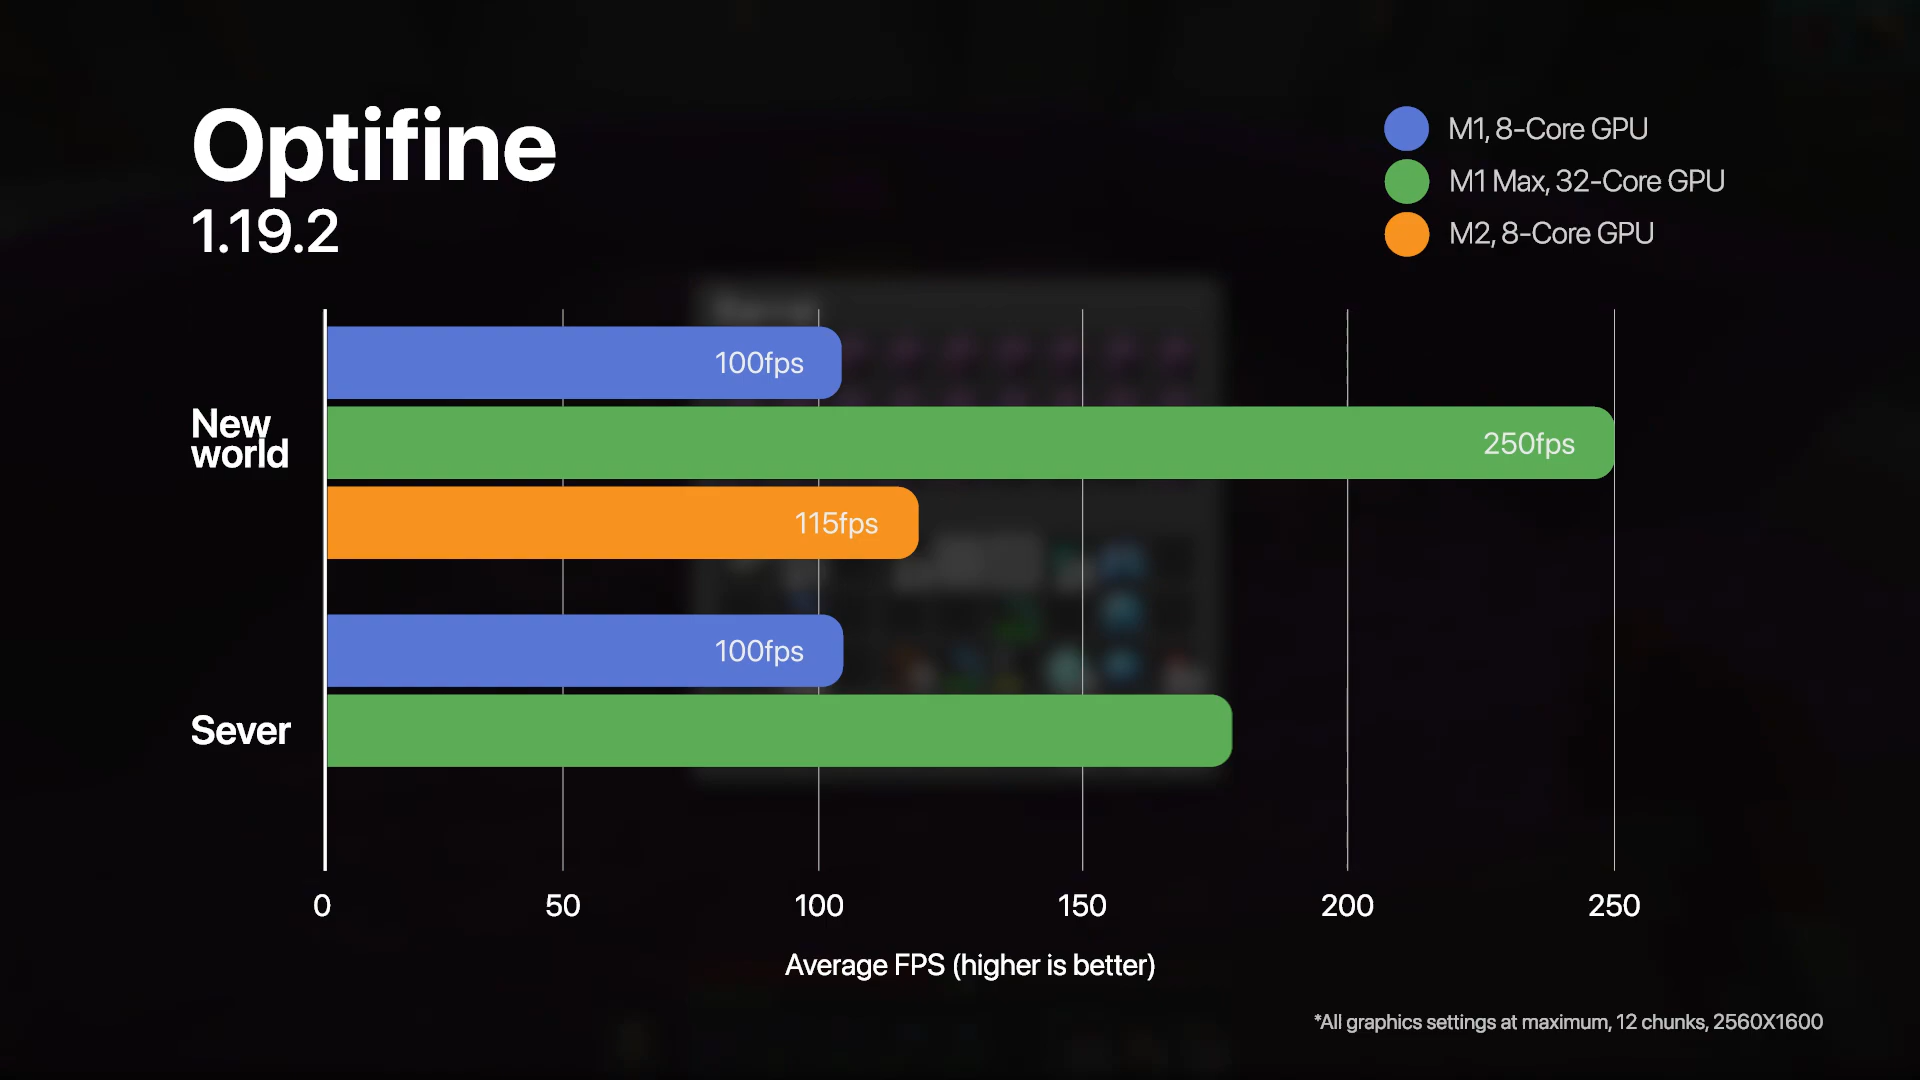 Optifine
1.19.2
M1, 8-Core GPU
M1 Max, 32-Core GPU
M2, 8-Core GPU
New
world
100fps
250fps
115fps
Sever
100fps
0 50 100 150 200 250
Average FPS (higher is better)
*All graphics settings at maximum, 12 chunks, 2560X1600